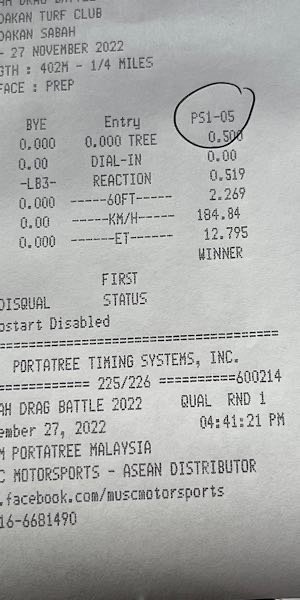 DRAG BATTLE
DAKAN TURF CLUB
DAKAN SABAH
- 27 NOVEMBER 2022
GTH : 402M - 1/4 MILES
FACE : PREP
BYE Entry PS1-05
0.000 0.000 TREE 0.500
0.00 DIAL-IN 0.00
-LB3- REACTION 0.519
0.000 ------60FT----- 2.269
0.00 ------KM/H----- 184.84
0.000 -------ET------ 12.795
WINNER
FIRST
DISQUAL STATUS
ostart Disabled
======================================
PORTATREE TIMING SYSTEMS, INC.
============ 225/226 ==========600214
AH DRAG BATTLE 2022 QUAL RND 1
ember 27, 2022 04:41:21 PM
M PORTATREE MALAYSIA
C MOTORSPORTS - ASEAN DISTRIBUTOR
.facebook.com/muscmotorsports
16-6681490